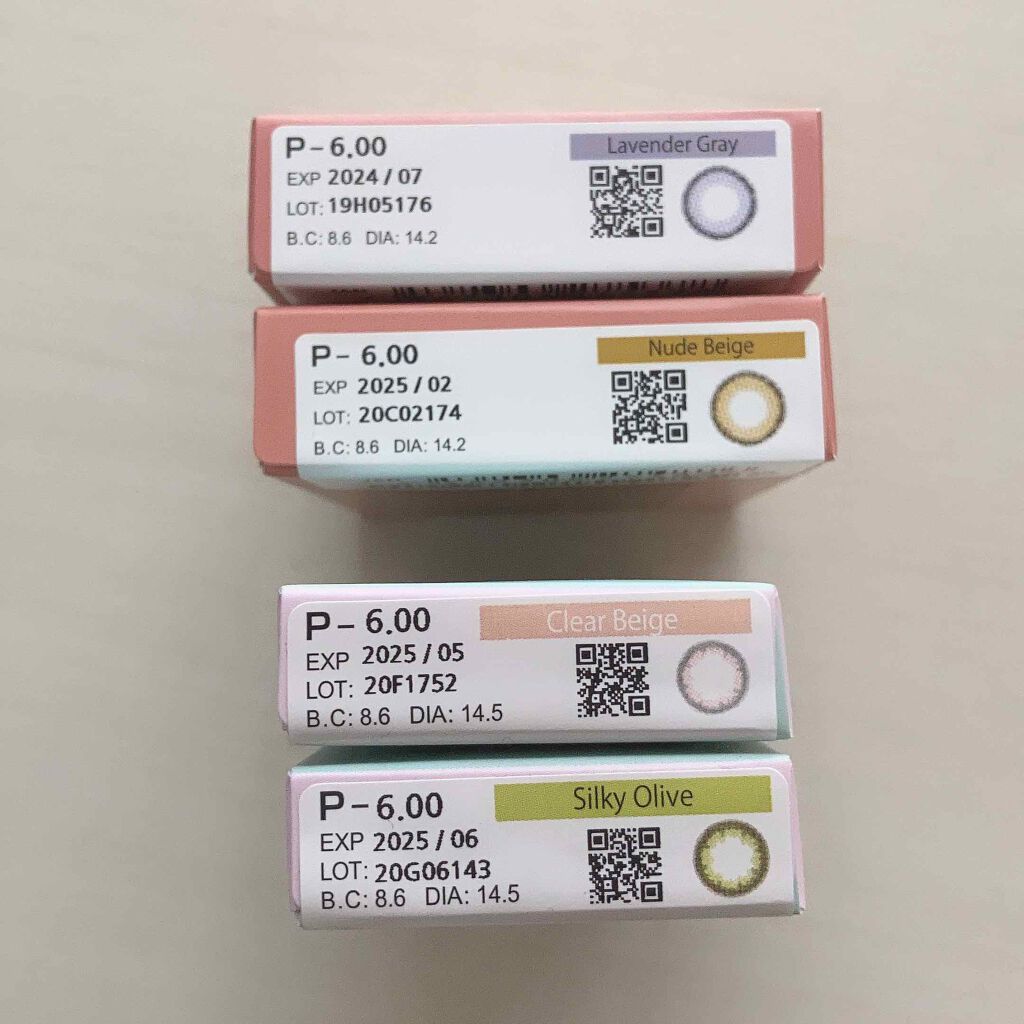 P- 6.00
Lavender Gray
EXP 2024 / 07
LOT: 19H05176
B.C: 8.6 DIA: 14.2
P- 6.00
Nude Beige
EXP 2025 / 02
LOT: 20C02174
B.C: 8.6 DIA: 14.2
P- 6.00
Clear Beige
EXP 2025 / 05
LOT: 20F1752
B.C: 8.6 DIA: 14.5
P- 6.00
Silky Olive
EXP 2025 / 06
LOT: 20G06143
B.C: 8.6 DIA: 14.5